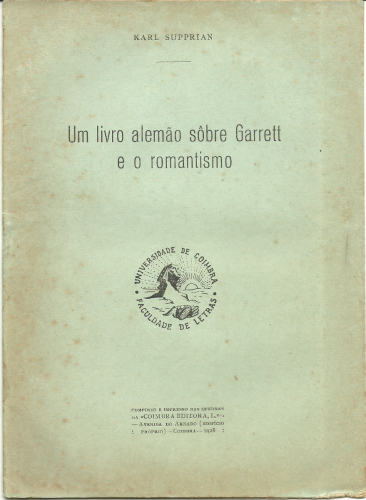 KARL SUPPRIAN
Um livro alemão sôbre Garrett
e o romantismo
UNIVERSIDADE DE COIMBRA
FACULDADE DE LETRAS
COMPOSTO E IMPRESSO NAS OFICINAS
DA «COIMBRA EDITORA, L.DA»
—AVENIDA DO ARNADO (EDIFÍCIO
: PRÓPRIO)—COIMBRA—1928 :